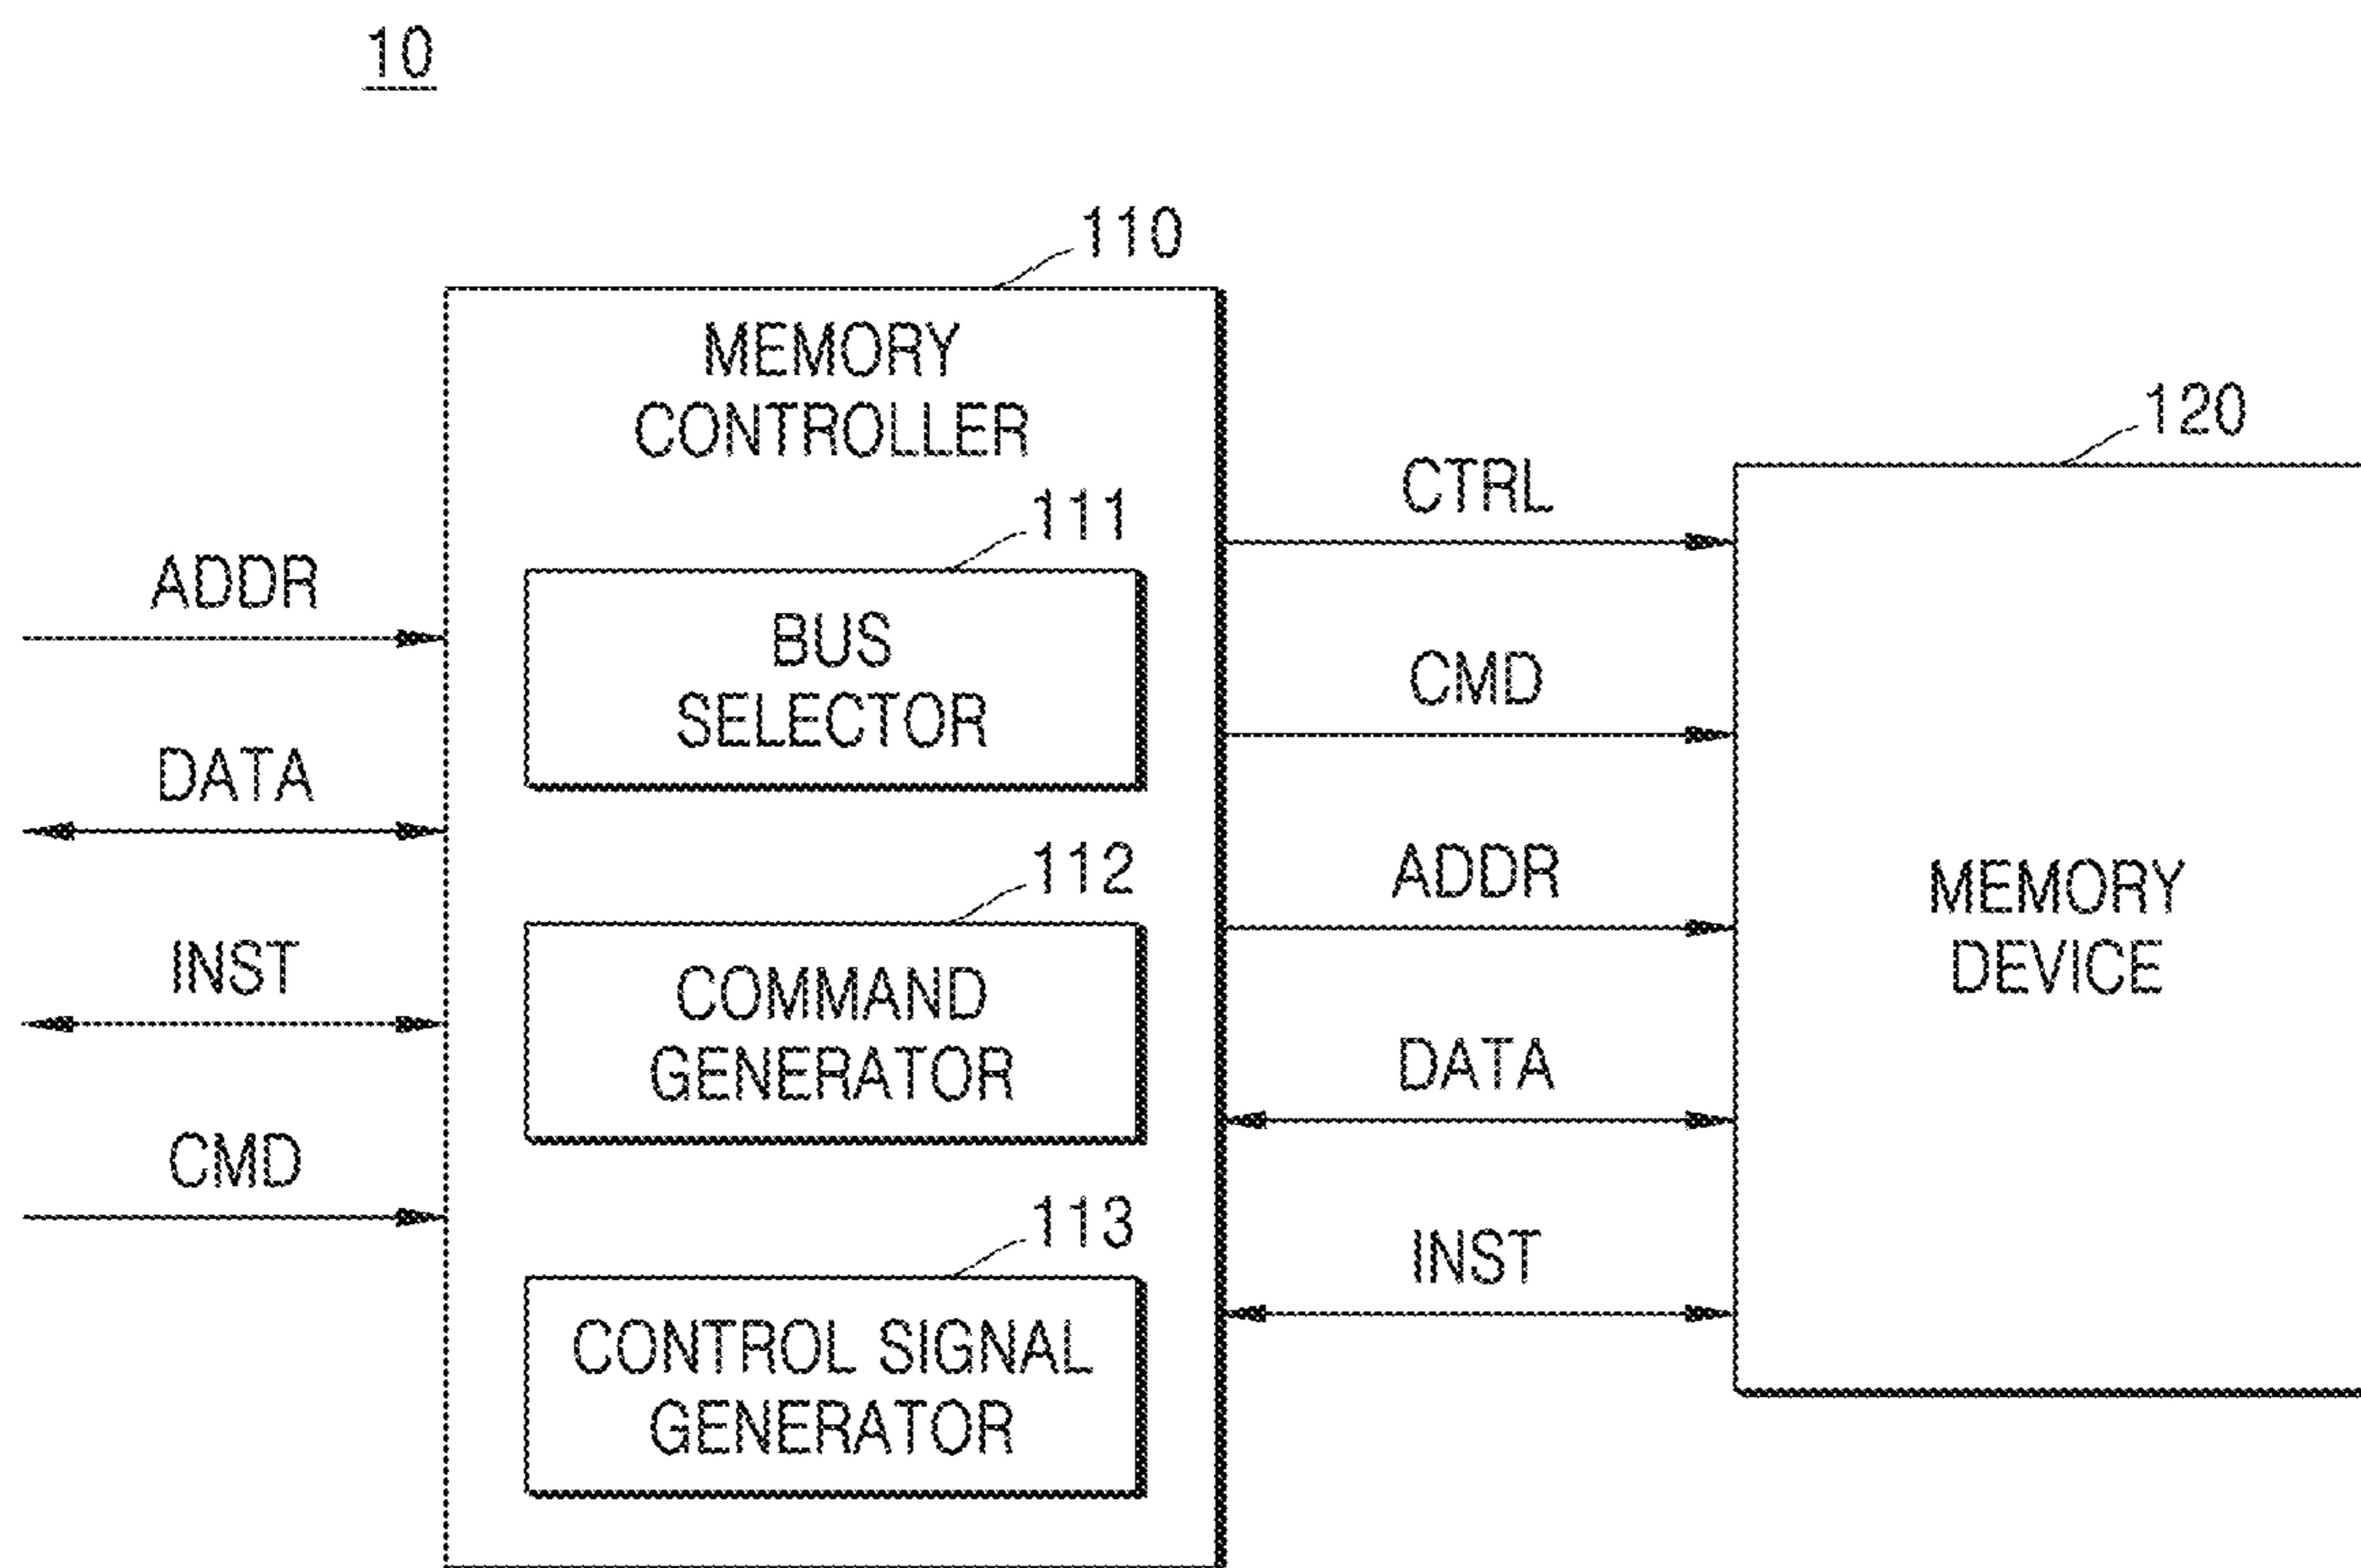 10
110
MEMORY
CONTROLLER
111
BUS
SELECTOR
112
COMMAND
GENERATOR
113
CONTROL SIGNAL
GENERATOR
ADDR
DATA
INST
CMD
CTRL
CMD
ADDR
DATA
INST
120
MEMORY
DEVICE